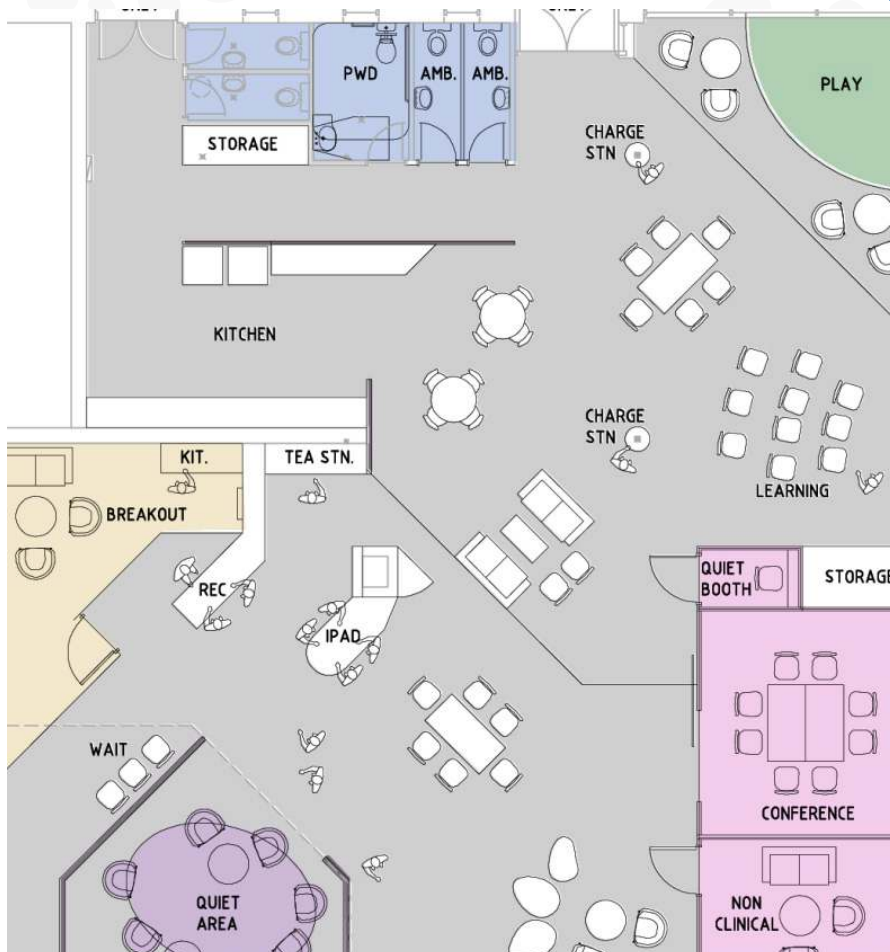 PWD
AMB.
AMB.
PLAY
STORAGE
CHARGE
STN
KITCHEN
CHARGE
STN
KIT.
TEA STN.
LEARNING
BREAKOUT
REC
QUIET
BOOTH
STORAGE
IPAD
WAIT
CONFERENCE
QUIET
AREA
NON
CLINICAL